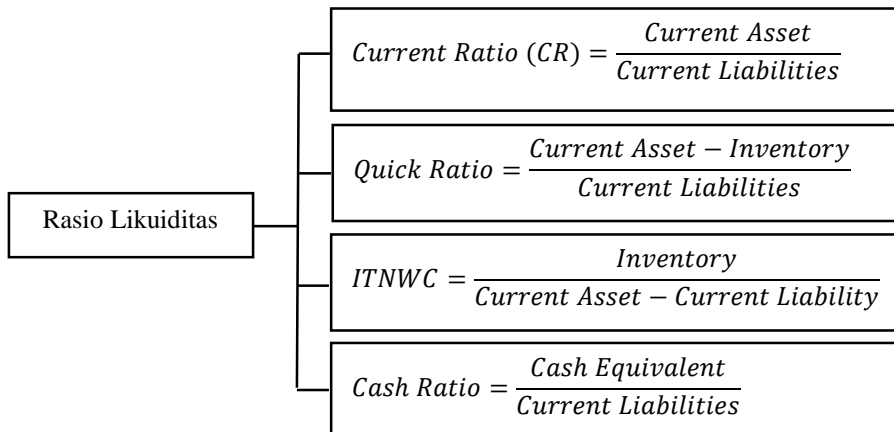 Rasio Likuiditas
Current Ratio (CR) = Current Asset / Current Liabilities
Quick Ratio = Current Asset − Inventory / Current Liabilities
ITNWC = Inventory / Current Asset − Current Liability
Cash Ratio = Cash Equivalent / Current Liabilities